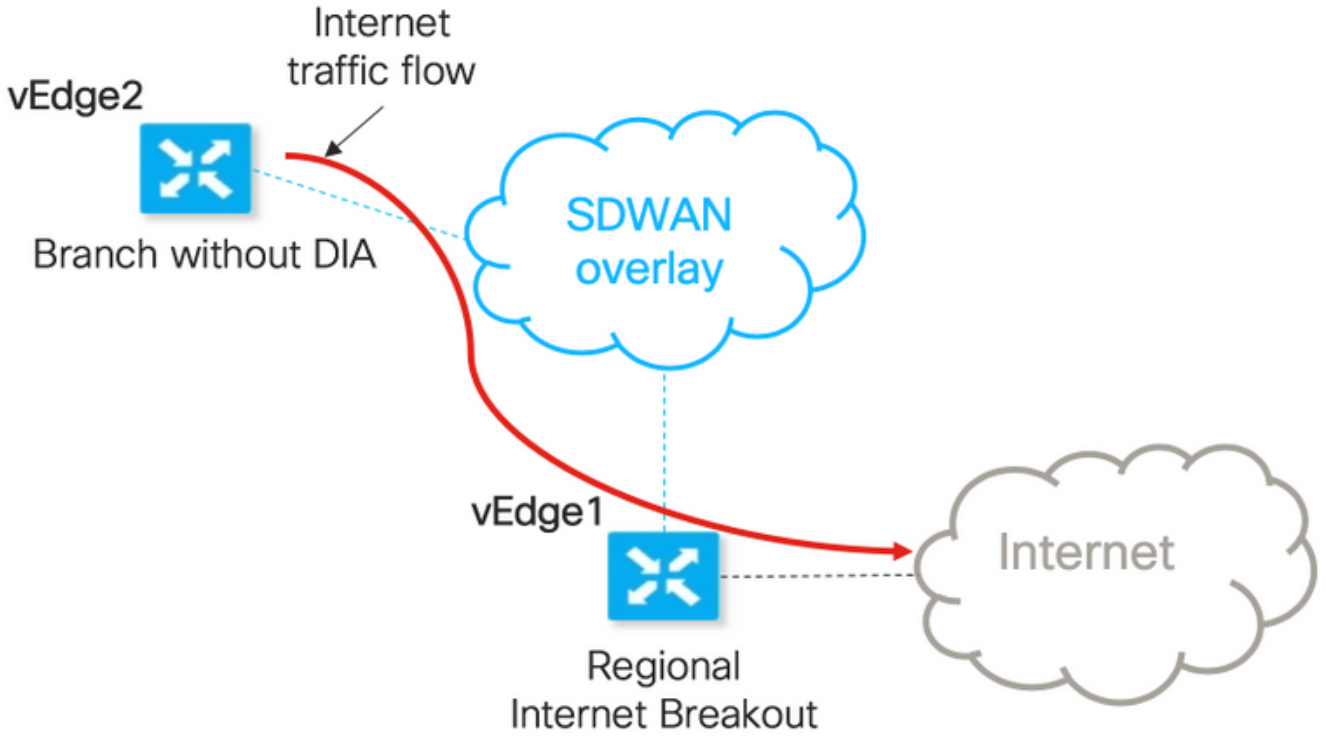 Internet
traffic flow
vEdge2
Branch without DIA
SDWAN
overlay
vEdge1
Internet
Regional
Internet Breakout